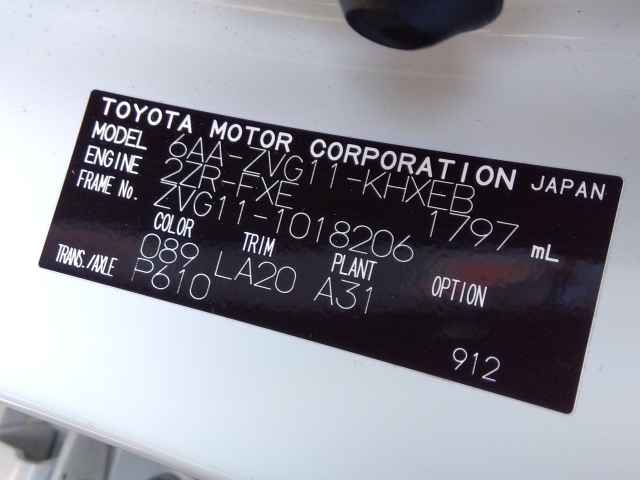 TOYOTA MOTOR CORPORATION JAPAN
MODEL 6AA-ZVG11-KHXEB
ENGINE 2ZR-FXE 1797 mL
FRAME No. ZVG11-1018206
COLOR TRIM PLANT OPTION
089 LA20 A31
TRANS./AXLE P610
912